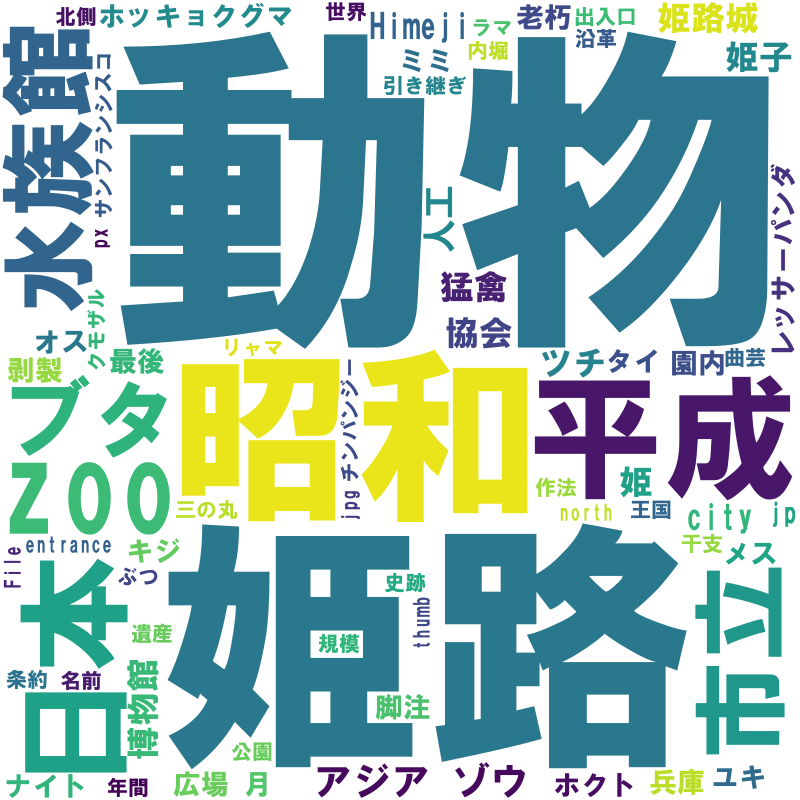 北側
ホッキョクグマ
世界
Himeji
ラマ
老朽
出入口
姫路城
内堀
沿革
ミミ
姫子
引き継ぎ
水族館
サンフランシスコ
px
動物
人工
猛禽
協会
レッサーパンダ
クモザル
オス
最後
剥製
リャマ
ツチ
タイ
園内
曲芸
ブタ
昭和
チンパンジー
jpg
平成
zoo
三の丸
作法
姫
王国
north
city
jp
entrance
File
キジ
ぶつ
干支
メス
日本
姫路
史跡
thumb
市立
遺産
規模
条約
名前
博物館
脚注
公園
ナイト
年間
広場
月
アジア
ゾウ
ホクト
兵庫
ユキ